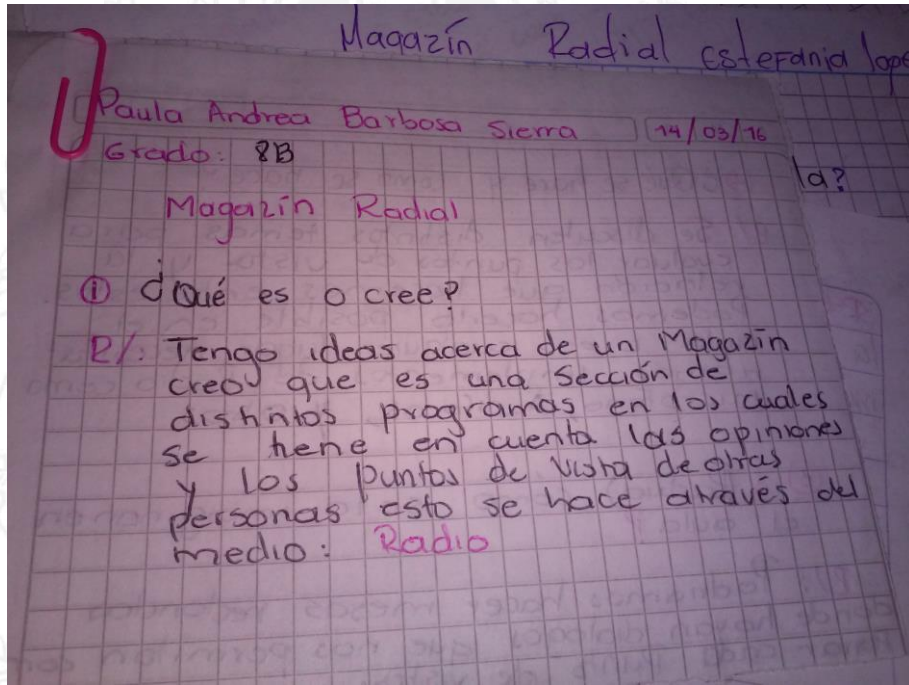 Magazín Radial Estefania lope
Paula Andrea Barbosa Sierra 14/03/16
Grado: 8B
la?
Magazín Radial
① ¿Qué es o cree?
R/: Tengo ideas acerca de un Magazín
creo que es una sección de
distintos programas en los cuales
se tiene en cuenta las opiniones
y los puntos de vista de otras
personas esto se hace através del
medio: Radio